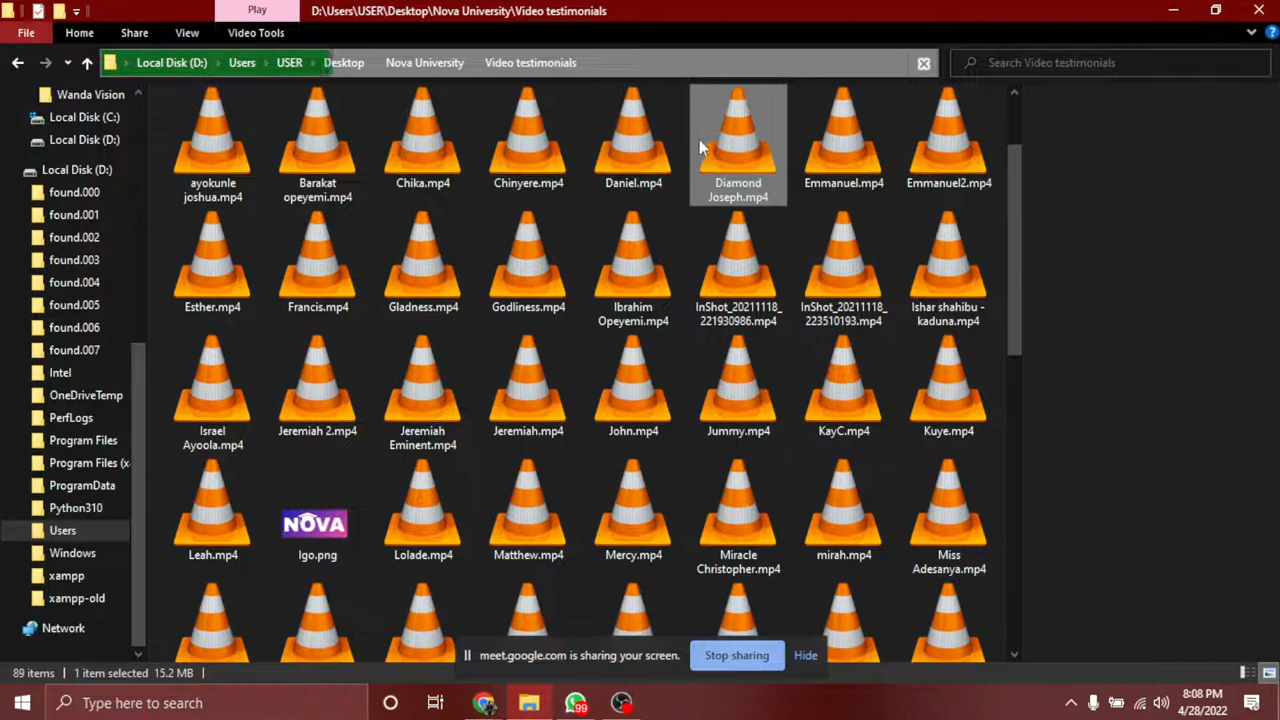 Play
D:\Users\USER\Desktop\Nova University\Video testimonials
File
Home
Share
View
Video Tools
Local Disk (D:)
Users
USER
Desktop
Nova University
Video testimonials
Search Video testimonials
Wanda Vision
Local Disk (C:)
Local Disk (D:)
Local Disk (D:)
found.000
found.001
found.002
found.003
found.004
found.005
found.006
found.007
Intel
OneDriveTemp
PerfLogs
Program Files
Program Files (x
ProgramData
Python310
Users
Windows
xampp
xampp-old
Network
ayokunle
joshua.mp4
Barakat
opeyemi.mp4
Chika.mp4
Chinyere.mp4
Daniel.mp4
Diamond
Joseph.mp4
Emmanuel.mp4
Emmanuel2.mp4
Esther.mp4
Francis.mp4
Gladness.mp4
Godliness.mp4
Ibrahim
Opeyemi.mp4
InShot_20211118_
221930986.mp4
InShot_20211118_
223510193.mp4
Ishar shahibu -
kaduna.mp4
Israel
Ayoola.mp4
Jeremiah 2.mp4
Jeremiah
Eminent.mp4
Jeremiah.mp4
John.mp4
Jummy.mp4
KayC.mp4
Kuye.mp4
Leah.mp4
NOVA
lgo.png
Lolade.mp4
Matthew.mp4
Mercy.mp4
Miracle
Christopher.mp4
mirah.mp4
Miss
Adesanya.mp4
meet.google.com is sharing your screen.
Stop sharing
Hide
89 items
1 item selected 15.2 MB
Type here to search
99
8:08 PM
4/28/2022